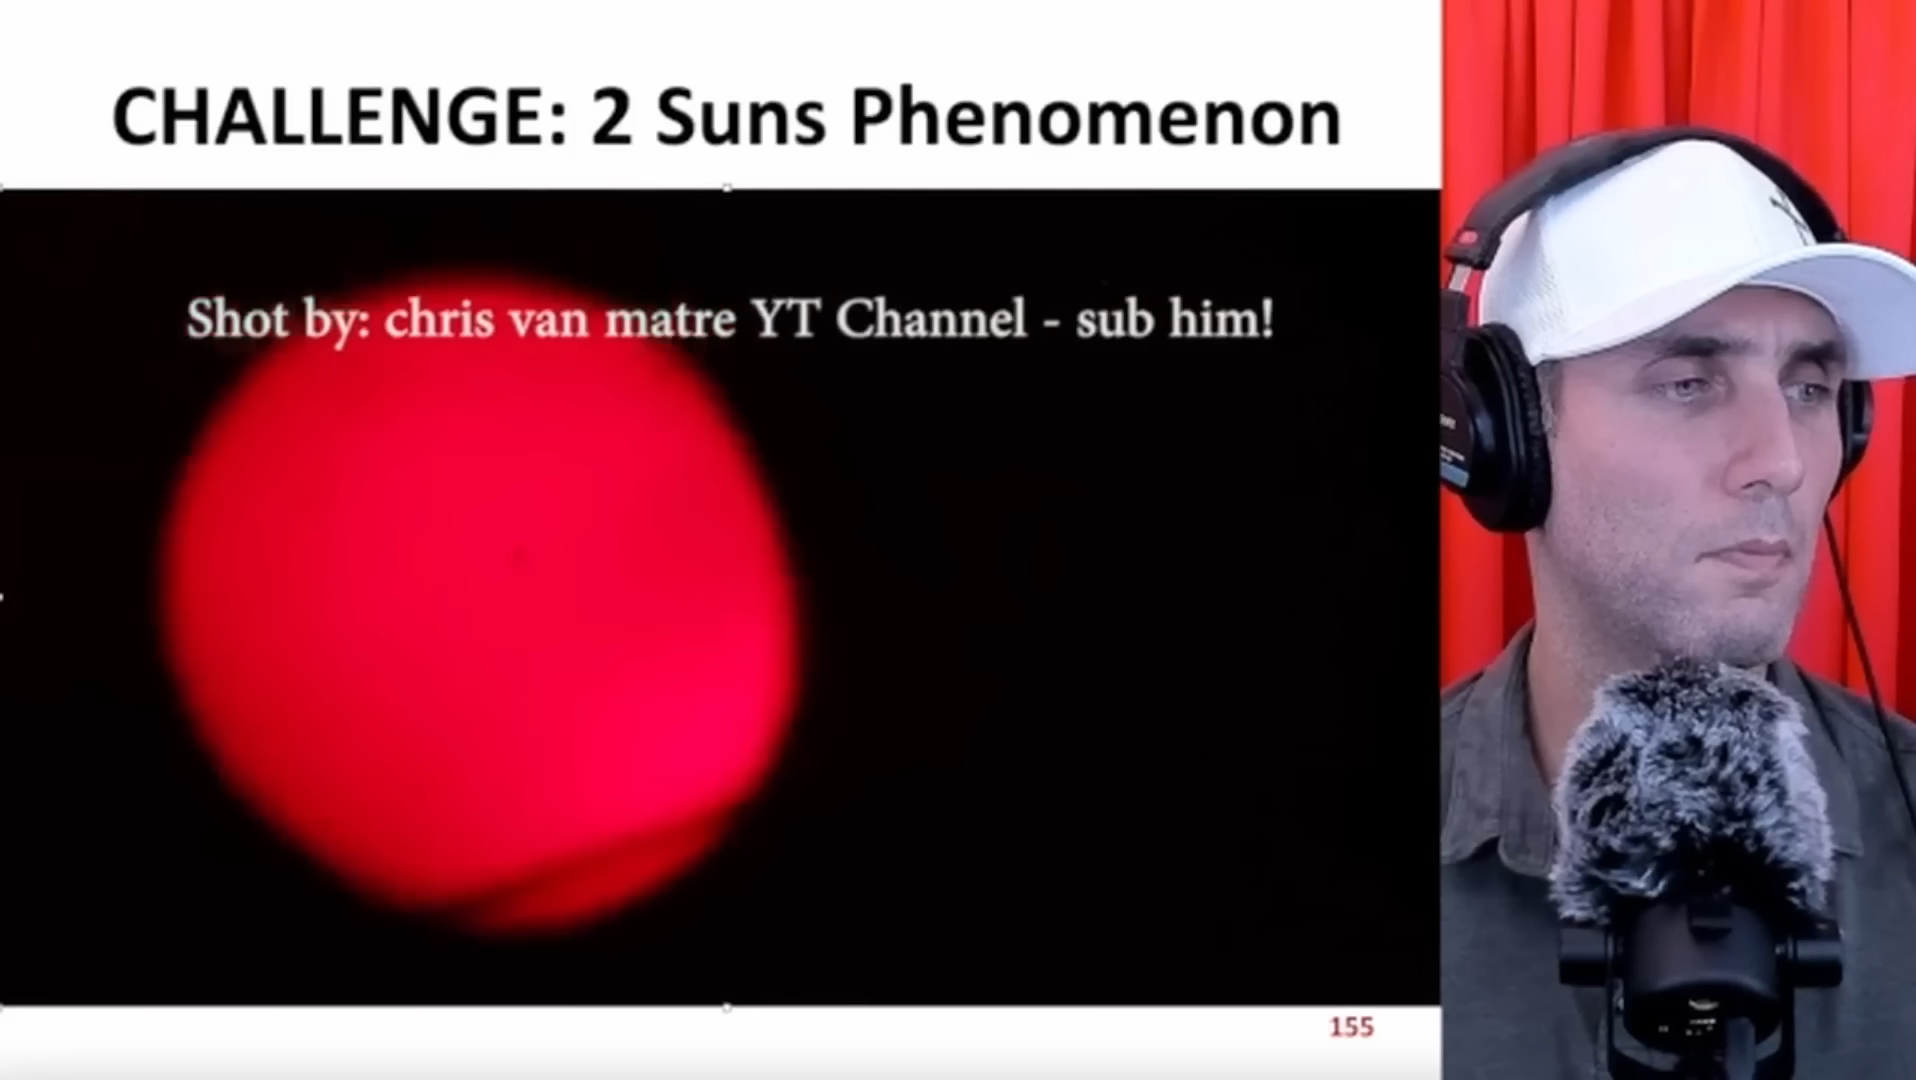 CHALLENGE: 2 Suns Phenomenon
Shot by: chris van matre YT Channel - sub him!
155